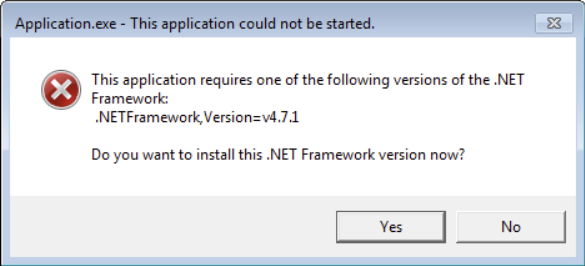 Application.exe - This application could not be started.
This application requires one of the following versions of the .NET
Framework:
.NETFramework,Version=v4.7.1
Do you want to install this .NET Framework version now?
Yes
No